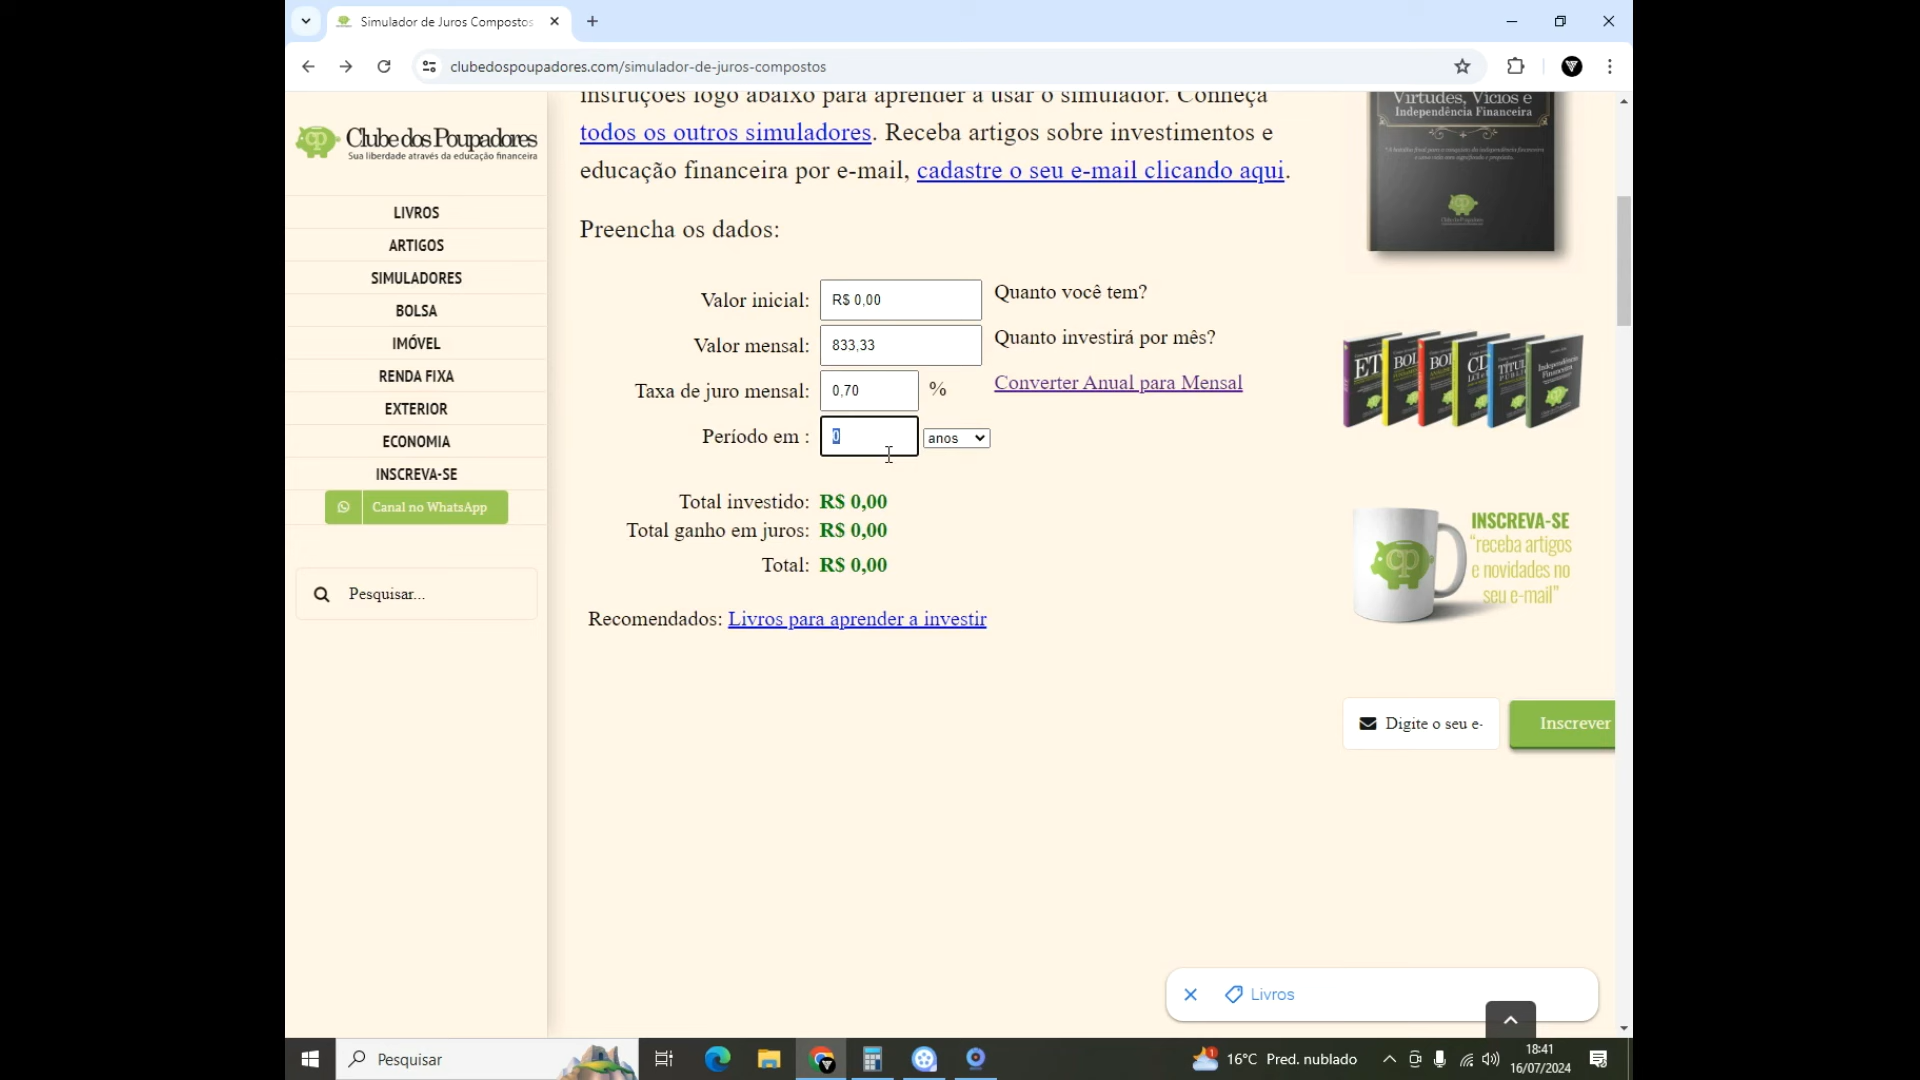 Simulador de Juros Compostos
clubedospoupadores.com/simulador-de-juros-compostos
Clube dos Poupadores
Sua liberdade através da educação financeira
LIVROS
ARTIGOS
SIMULADORES
BOLSA
IMÓVEL
RENDA FIXA
EXTERIOR
ECONOMIA
INSCREVA-SE
Canal no WhatsApp
Pesquisar...
instruções logo abaixo para aprender a usar o simulador. Conheça
todos os outros simuladores. Receba artigos sobre investimentos e
educação financeira por e-mail, cadastre o seu e-mail clicando aqui.
Preencha os dados:
Valor inicial: R$ 0,00 Quanto você tem?
Valor mensal: 833,33 Quanto investirá por mês?
Taxa de juro mensal: 0,70 % Converter Anual para Mensal
Período em : 0 anos
Total investido: R$ 0,00
Total ganho em juros: R$ 0,00
Total: R$ 0,00
Recomendados: Livros para aprender a investir
Virtudes, Vícios e
Independência Financeira
Clube dos Poupadores
cp
INSCREVA-SE
"receba artigos
e novidades no
seu e-mail"
Digite o seu e-
Inscrever
Livros
Pesquisar
1
16°C Pred. nublado
18:41
16/07/2024